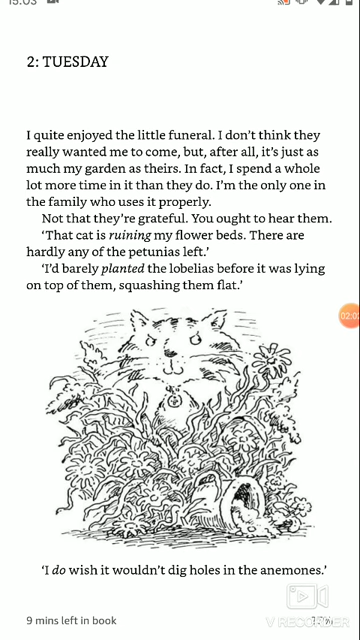 15:03
2: TUESDAY
I quite enjoyed the little funeral. I don’t think they
really wanted me to come, but, after all, it’s just as
much my garden as theirs. In fact, I spend a whole
lot more time in it than they do. I’m the only one in
the family who uses it properly.
Not that they’re grateful. You ought to hear them.
‘That cat is ruining my flower beds. There are
hardly any of the petunias left.’
‘I’d barely planted the lobelias before it was lying
on top of them, squashing them flat.’
‘I do wish it wouldn’t dig holes in the anemones.’
9 mins left in book
V RECORDER